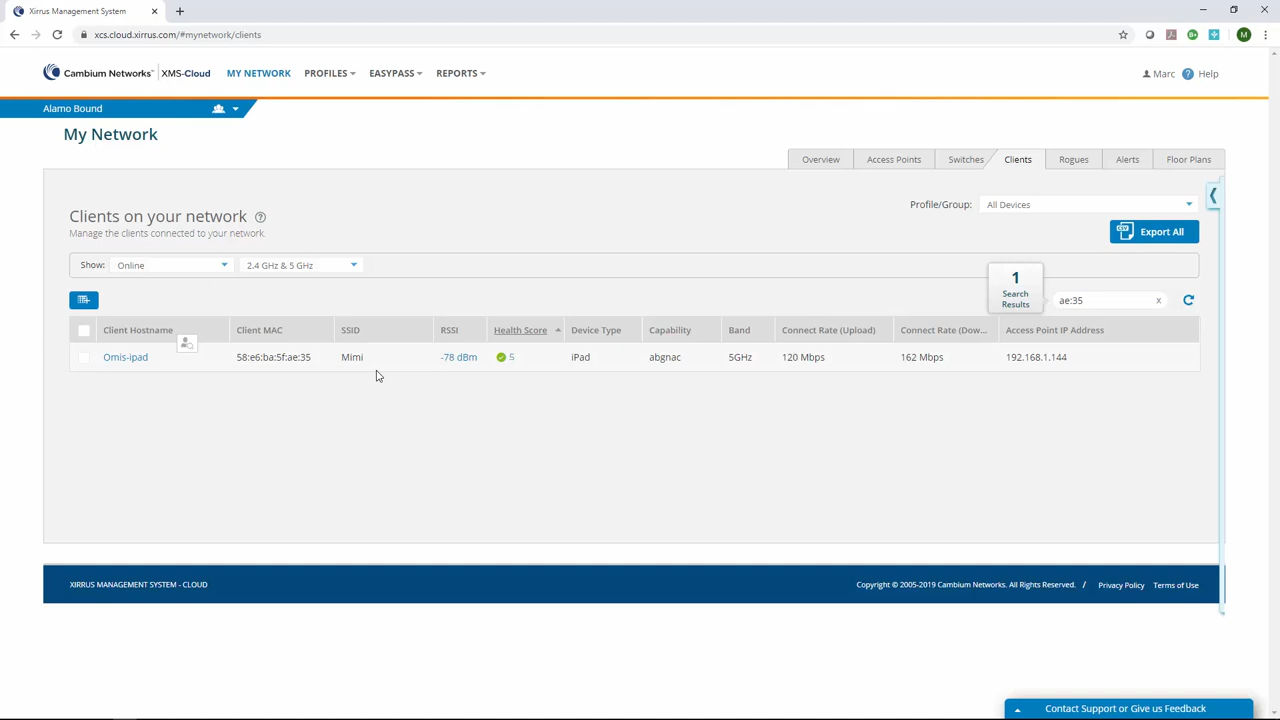 Xirrus Management System
xcs.cloud.xirrus.com/#mynetwork/clients
M
Cambium Networks™ XMS-Cloud MY NETWORK PROFILES EASYPASS REPORTS Marc ? Help
Alamo Bound
My Network
Overview Access Points Switches Clients Rogues Alerts Floor Plans
Clients on your network ?
Manage the clients connected to your network.
Profile/Group: All Devices
CSV Export All
Show: Online 2.4 GHz & 5 GHz
1
Search
Results
ae:35 x
Client Hostname Client MAC SSID RSSI Health Score Device Type Capability Band Connect Rate (Upload) Connect Rate (Dow... Access Point IP Address
Omis-ipad 58:e6:ba:5f:ae:35 Mimi -78 dBm 5 iPad abgnac 5GHz 120 Mbps 162 Mbps 192.168.1.144
XIRRUS MANAGEMENT SYSTEM - CLOUD Copyright © 2005-2019 Cambium Networks. All Rights Reserved. / Privacy Policy Terms of Use
Contact Support or Give us Feedback